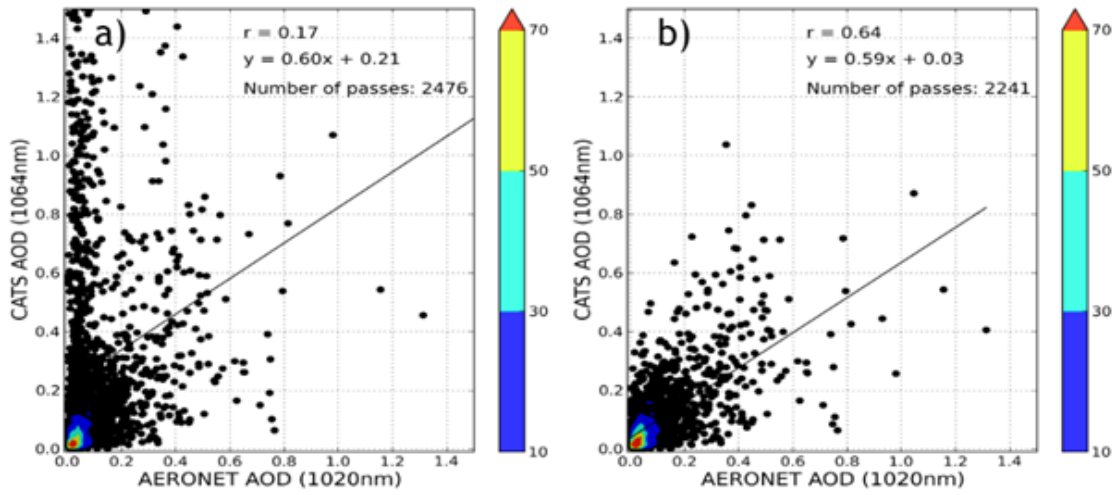 a)
r = 0.17
y = 0.60x + 0.21
Number of passes: 2476
CATS AOD (1064nm)
1.4
1.2
1.0
0.8
0.6
0.4
0.2
0.0
0.0 0.2 0.4 0.6 0.8 1.0 1.2 1.4
AERONET AOD (1020nm)
70
50
30
10
b)
r = 0.64
y = 0.59x + 0.03
Number of passes: 2241
CATS AOD (1064nm)
1.4
1.2
1.0
0.8
0.6
0.4
0.2
0.0
0.0 0.2 0.4 0.6 0.8 1.0 1.2 1.4
AERONET AOD (1020nm)
70
50
30
10